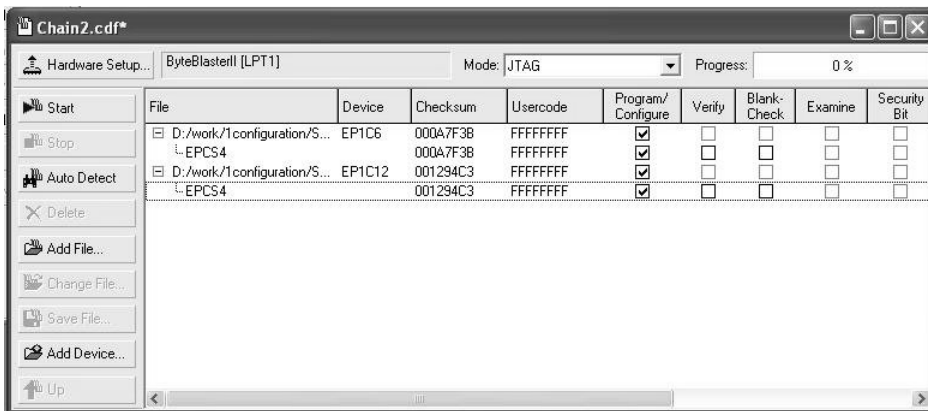 Chain2.cdf*
Hardware Setup... ByteBlasterII [LPT1] Mode: JTAG Progress: 0 %
Start
Stop
Auto Detect
Delete
Add File...
Change File...
Save File...
Add Device...
Up
File Device Checksum Usercode Program/ Configure Verify Blank- Check Examine Security Bit
D:/work/1configuration/S... EP1C6 000A7F3B FFFFFFFF
EPCS4 000A7F3B FFFFFFFF
D:/work/1configuration/S... EP1C12 001294C3 FFFFFFFF
EPCS4 001294C3 FFFFFFFF